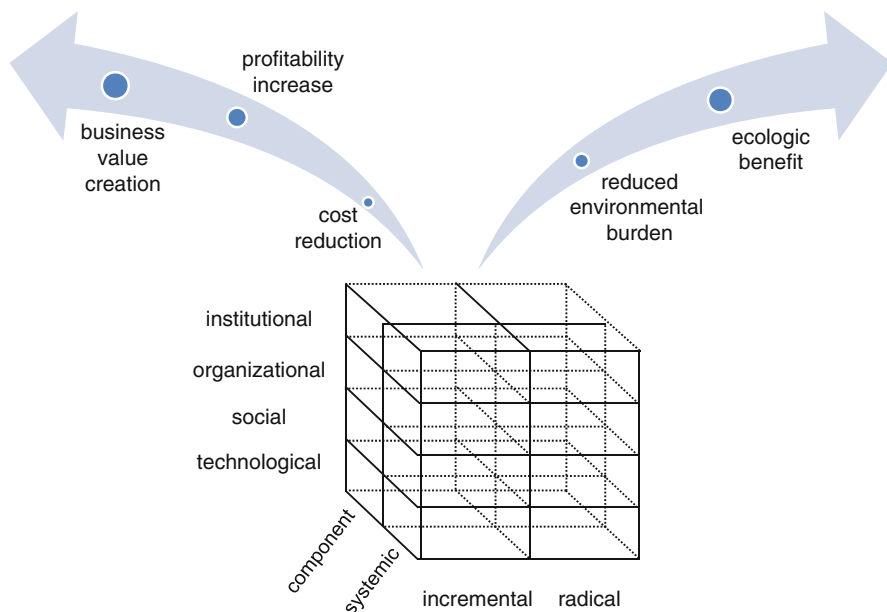 profitability
increase
business
value
creation
cost
reduction
ecologic
benefit
reduced
environmental
burden
institutional
organizational
social
technological
component
systemic
incremental
radical